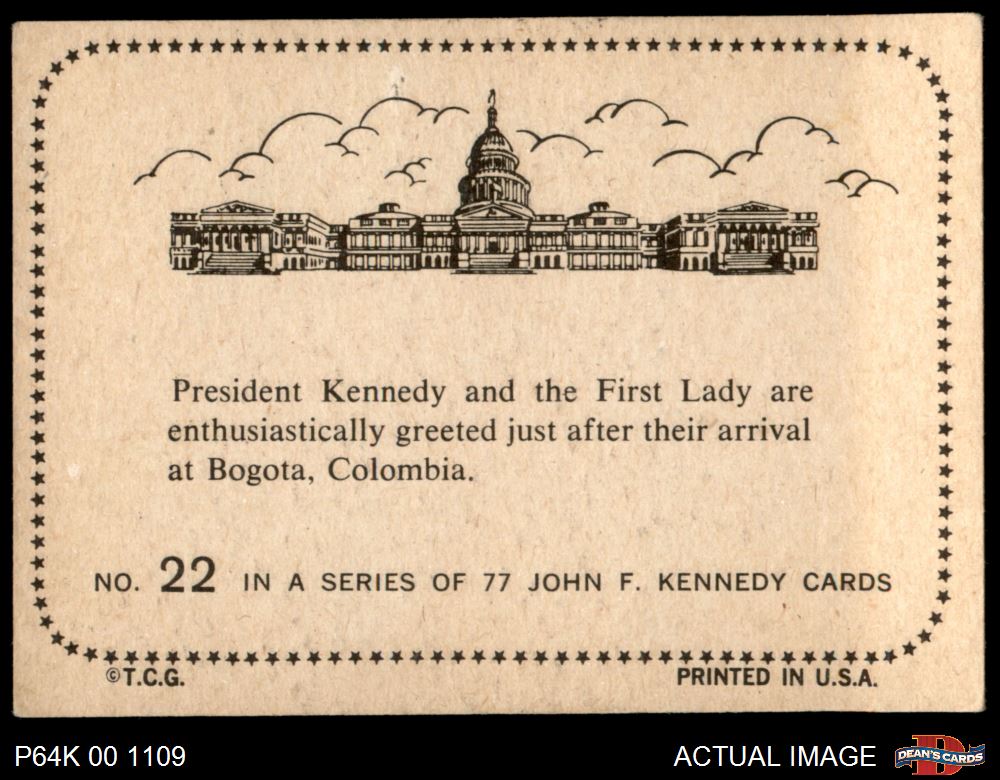 President Kennedy and the First Lady are
enthusiastically greeted just after their arrival
at Bogota, Colombia.
NO. 22 IN A SERIES OF 77 JOHN F. KENNEDY CARDS
©T.C.G.
PRINTED IN U.S.A.
P64K 00 1109
ACTUAL IMAGE
D
DEAN'S CARDS